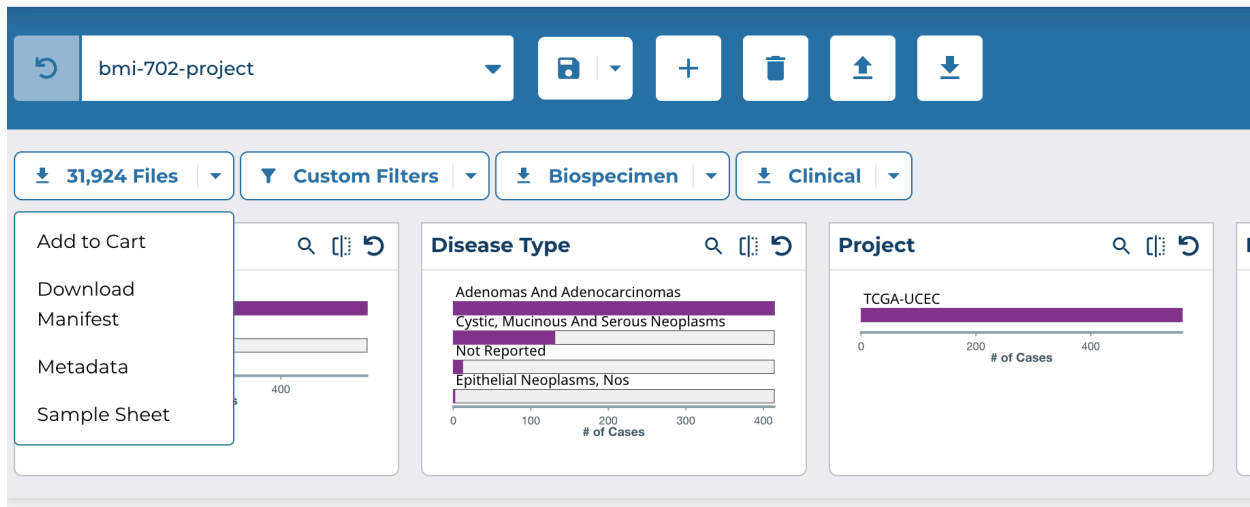 bmi-702-project
31,924 Files
Custom Filters
Biospecimen
Clinical
Add to Cart
Download
Manifest
Metadata
Sample Sheet
400
Disease Type
Adenomas And Adenocarcinomas
Cystic, Mucinous And Serous Neoplasms
Not Reported
Epithelial Neoplasms, Nos
0 100 200 300 400
# of Cases
Project
TCGA-UCEC
0 200 400
# of Cases